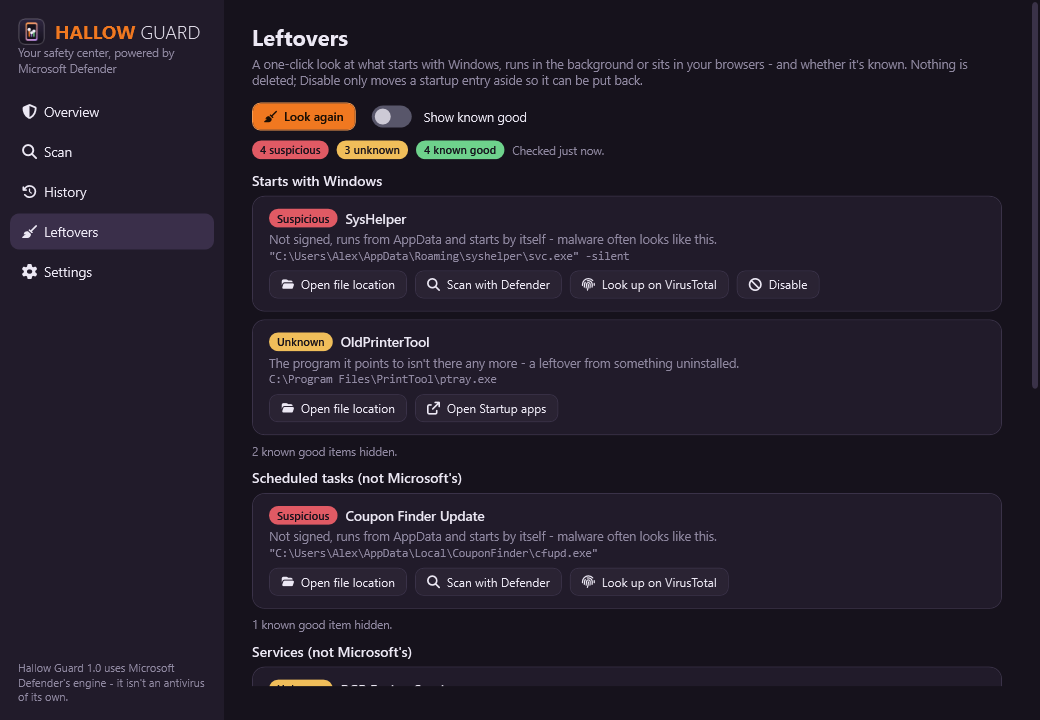 HALLOW GUARD
Your safety center, powered by
Microsoft Defender
Overview
Scan
History
Leftovers
Settings
Hallow Guard 1.0 uses Microsoft
Defender's engine - it isn't an antivirus
of its own.
Leftovers
A one-click look at what starts with Windows, runs in the background or sits in your browsers - and whether it's known. Nothing is
deleted; Disable only moves a startup entry aside so it can be put back.
Look again Show known good
4 suspicious 3 unknown 4 known good Checked just now.
Starts with Windows
Suspicious SysHelper
Not signed, runs from AppData and starts by itself - malware often looks like this.
"C:\Users\Alex\AppData\Roaming\syshelper\svc.exe" -silent
Open file location Scan with Defender Look up on VirusTotal Disable
Unknown OldPrinterTool
The program it points to isn't there any more - a leftover from something uninstalled.
C:\Program Files\PrintTool\ptray.exe
Open file location Open Startup apps
2 known good items hidden.
Scheduled tasks (not Microsoft's)
Suspicious Coupon Finder Update
Not signed, runs from AppData and starts by itself - malware often looks like this.
"C:\Users\Alex\AppData\Local\CouponFinder\cfupd.exe"
Open file location Scan with Defender Look up on VirusTotal
1 known good item hidden.
Services (not Microsoft's)